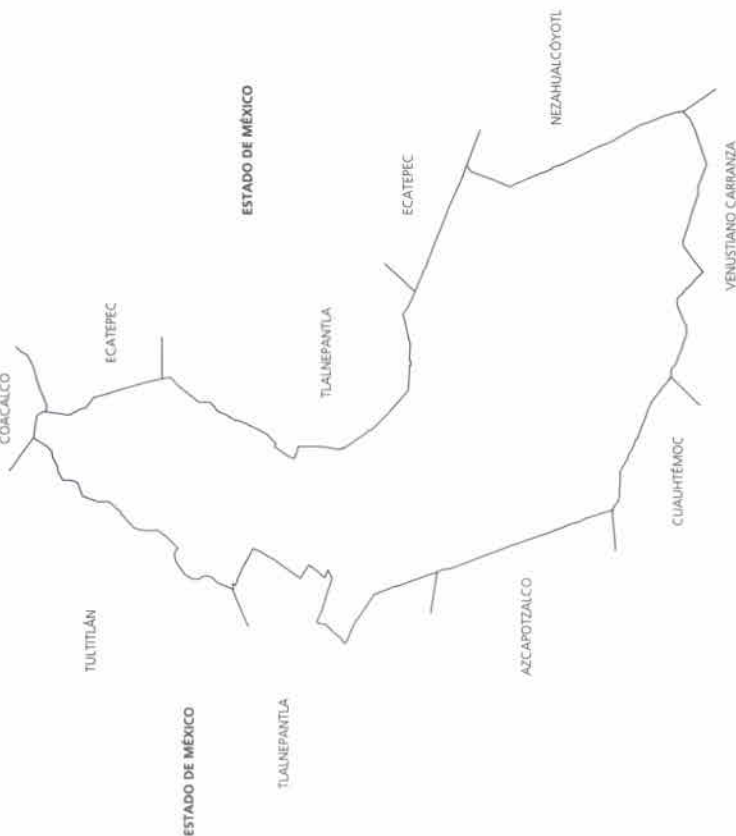 COACALCO
ECATEPEC
ESTADO DE MÉXICO
NEZAHUALCÓYOTL
ECATEPEC
TLALNEPANTLA
TULTITLÁN
ESTADO DE MÉXICO
TLALNEPANTLA
AZCAPOTZALCO
CUAUHTÉMOC
VENUSTIANO CARRANZA